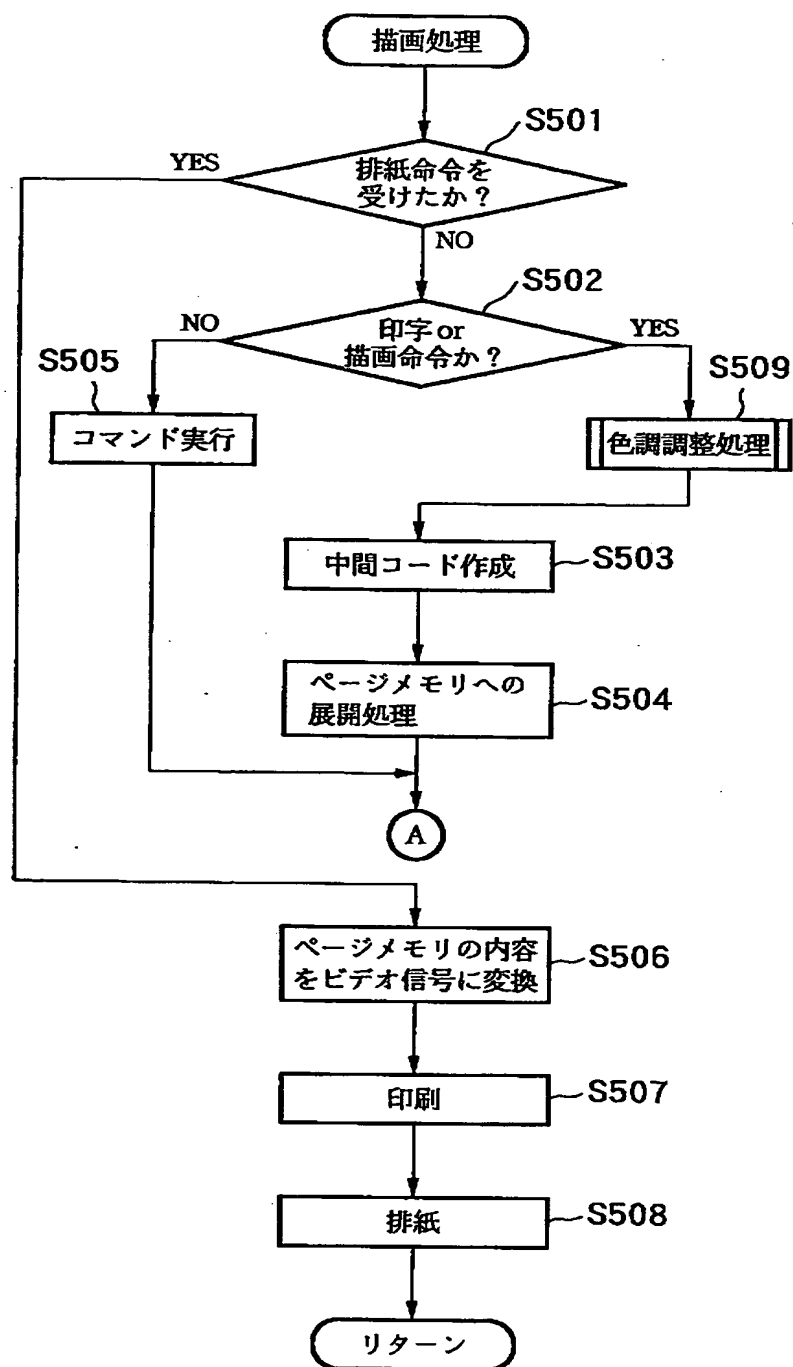 描画処理
S501
YES
排紙命令を
受けたか?
NO
S502
NO
印字or
描画命令か?
YES
S505
S509
コマンド実行
色調調整処理
中間コード作成
S503
ページメモリへの
展開処理
S504
A
ページメモリの内容
をビデオ信号に変換
S506
印刷
S507
排紙
S508
リターン